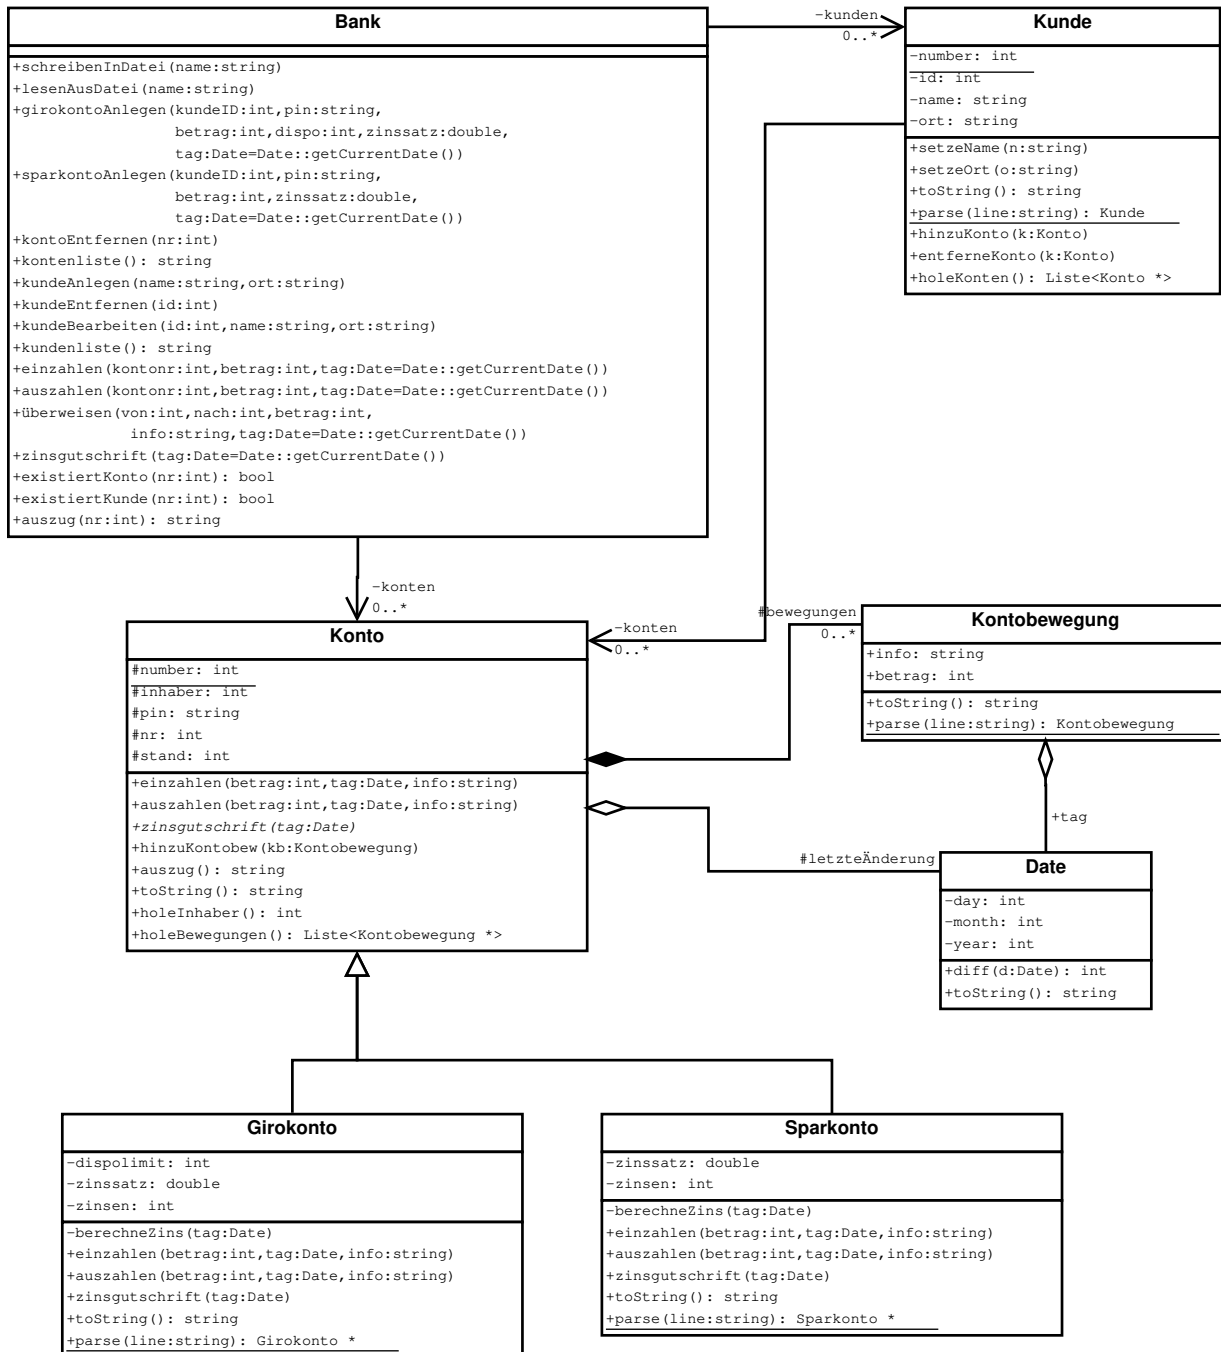 Bank
+schreibenInDatei(name:string)
+lesenAusDatei(name:string)
+girokontoAnlegen(kundeID:int,pin:string,
betrag:int,dispo:int,zinssatz:double,
tag:Date=Date::getCurrentDate())
+sparkontoAnlegen(kundeID:int,pin:string,
betrag:int,zinssatz:double,
tag:Date=Date::getCurrentDate())
+kontoEntfernen(nr:int)
+kontenliste(): string
+kundeAnlegen(name:string,ort:string)
+kundeEntfernen(id:int)
+kundeBearbeiten(id:int,name:string,ort:string)
+kundenliste(): string
+einzahlen(kontonr:int,betrag:int,tag:Date=Date::getCurrentDate())
+auszahlen(kontonr:int,betrag:int,tag:Date=Date::getCurrentDate())
+überweisen(von:int,nach:int,betrag:int,
info:string,tag:Date=Date::getCurrentDate())
+zinsgutschrift(tag:Date=Date::getCurrentDate())
+existiertKonto(nr:int): bool
+existiertKunde(nr:int): bool
+auszug(nr:int): string
-kunden
0..*
Kunde
-number: int
-id: int
-name: string
-ort: string
+setzeName(n:string)
+setzeOrt(o:string)
+toString(): string
+parse(line:string): Kunde
+hinzuKonto(k:Konto)
+entferneKonto(k:Konto)
+holeKonten(): Liste<Konto *>
-konten
0..*
-konten
0..*
Konto
#number: int
#inhaber: int
#pin: string
#nr: int
#stand: int
+einzahlen(betrag:int,tag:Date,info:string)
+auszahlen(betrag:int,tag:Date,info:string)
+zinsgutschrift(tag:Date)
+hinzuKontobew(kb:Kontobewegung)
+auszug(): string
+toString(): string
+holeInhaber(): int
+holeBewegungen(): Liste<Kontobewegung *>
#bewegungen
0..*
Kontobewegung
+info: string
+betrag: int
+toString(): string
+parse(line:string): Kontobewegung
+tag
#letzteÄnderung
Date
-day: int
-month: int
-year: int
+diff(d:Date): int
+toString(): string
Girokonto
-dispolimit: int
-zinssatz: double
-zinsen: int
-berechneZins(tag:Date)
+einzahlen(betrag:int,tag:Date,info:string)
+auszahlen(betrag:int,tag:Date,info:string)
+zinsgutschrift(tag:Date)
+toString(): string
+parse(line:string): Girokonto *
Sparkonto
-zinssatz: double
-zinsen: int
-berechneZins(tag:Date)
+einzahlen(betrag:int,tag:Date,info:string)
+auszahlen(betrag:int,tag:Date,info:string)
+zinsgutschrift(tag:Date)
+toString(): string
+parse(line:string): Sparkonto *